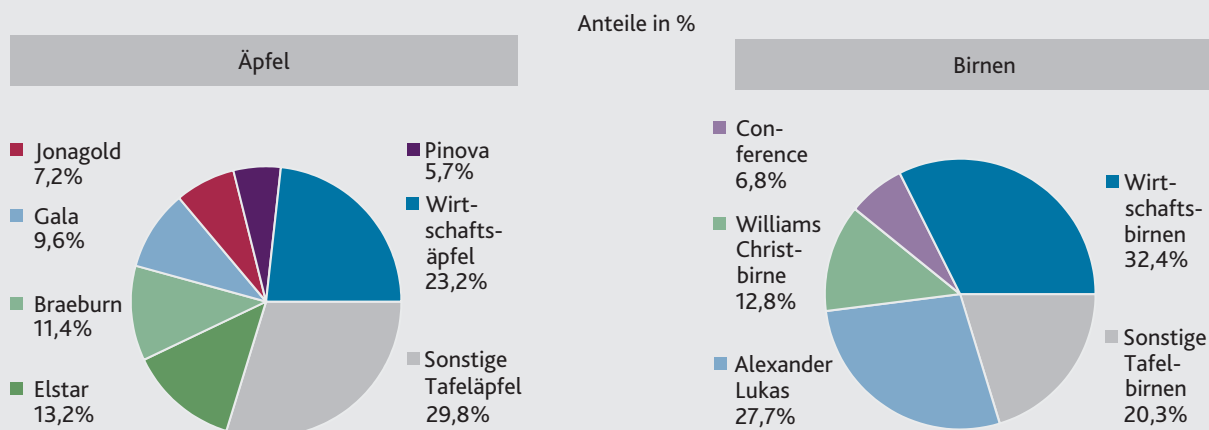 Anteile in %
Äpfel
Jonagold
7,2%
Gala
9,6%
Braeburn
11,4%
Elstar
13,2%
Pinova
5,7%
Wirt-
schafts-
äpfel
23,2%
Sonstige
Tafeläpfel
29,8%
Birnen
Con-
ference
6,8%
Williams
Christ-
birne
12,8%
Alexander
Lukas
27,7%
Wirt-
schafts-
birnen
32,4%
Sonstige
Tafel-
birnen
20,3%